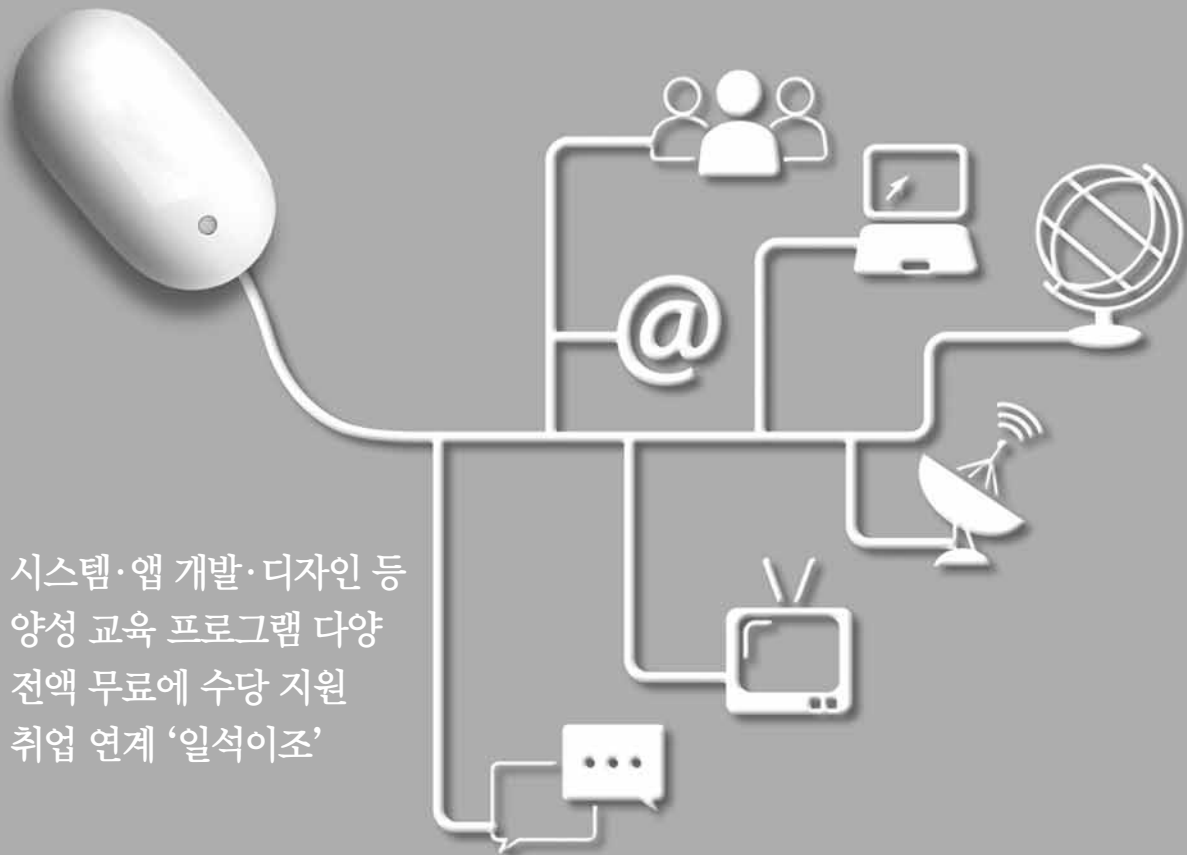 @
시스템·앱 개발·디자인 등
양성 교육 프로그램 다양
전액 무료에 수당 지원
취업 연계 ‘일석이조’